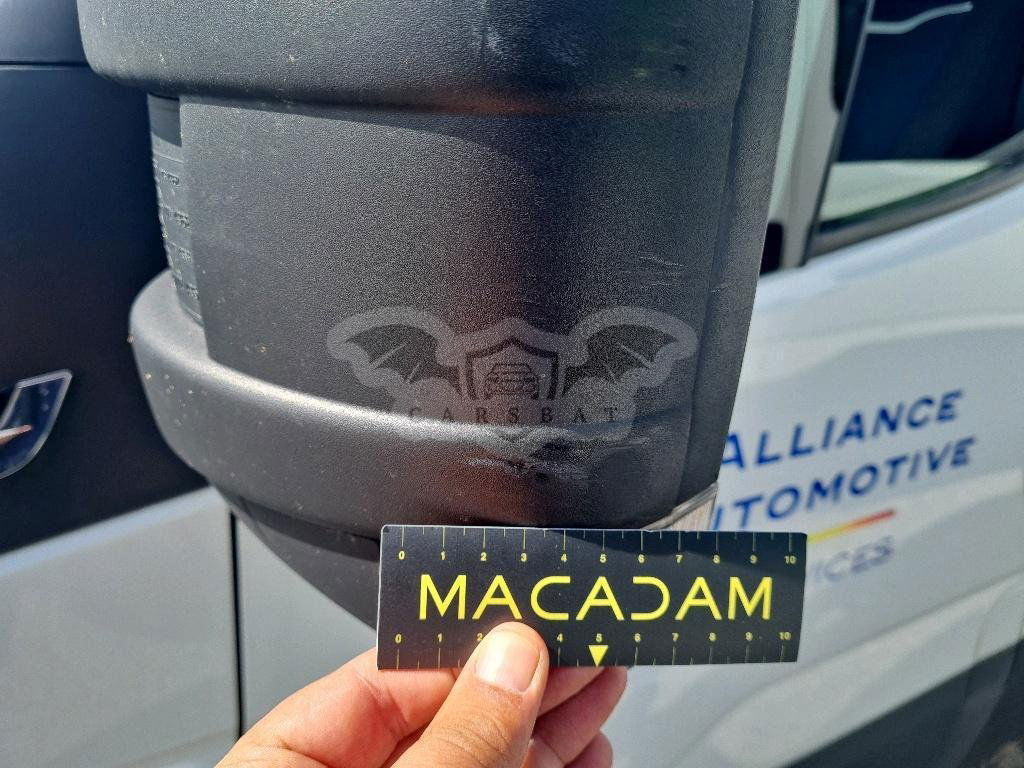 CARSBAT
ALLIANCE
UTOMOTIVE
ICES
0 1 2 3 4 5 6 7 8 9 10
MACADAM
0 1 2 4 5 6 7 8 9 10